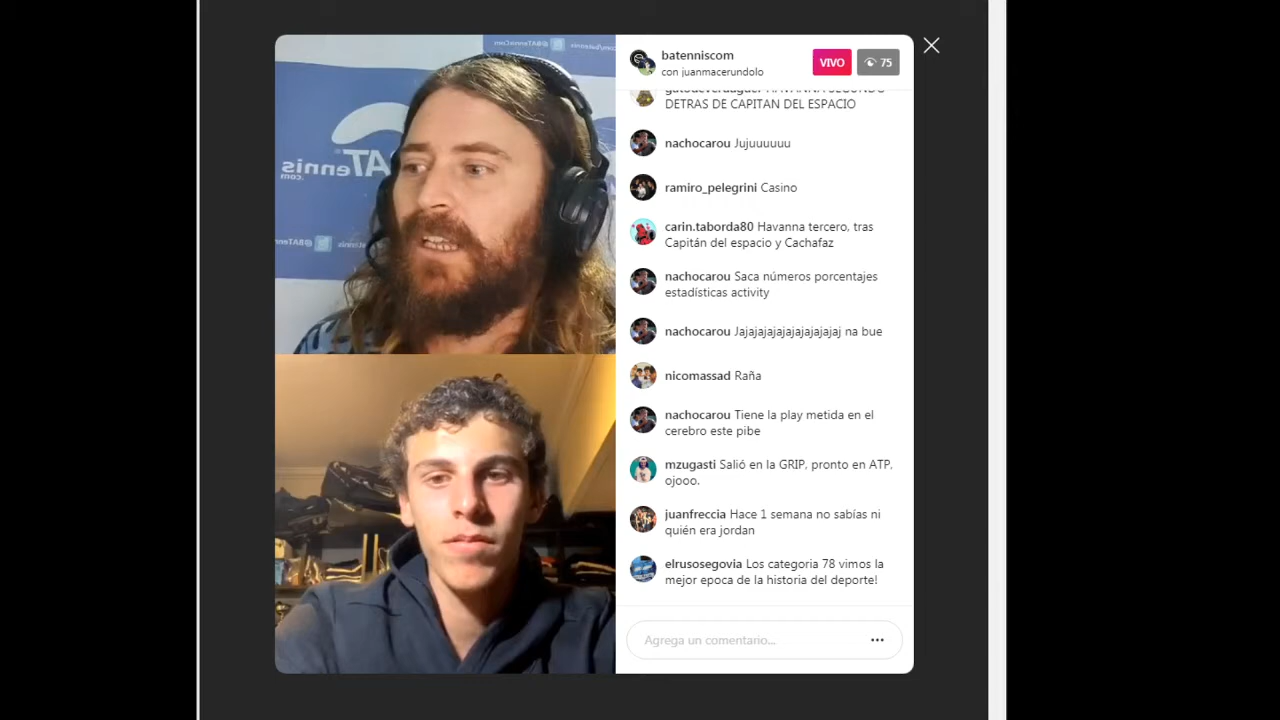 batenniscom
con juanmacerundolo
VIVO
75
DETRAS DE CAPITAN DEL ESPACIO
nachocarou Jujuuuuuu
ramiro_pelegrini Casino
carin.taborda80 Havanna tercero, tras
Capitán del espacio y Cachafaz
nachocarou Saca números porcentajes
estadísticas activity
nachocarou Jajajajajajajajajajaj na bue
nicomassad Raña
nachocarou Tiene la play metida en el
cerebro este pibe
mzugasti Salió en la GRIP, pronto en ATP,
ojooo.
juanfreccia Hace 1 semana no sabías ni
quién era jordan
elrusosegovia Los categoria 78 vimos la
mejor epoca de la historia del deporte!
Agrega un comentario...
BATennis
.com
@BATennisCom